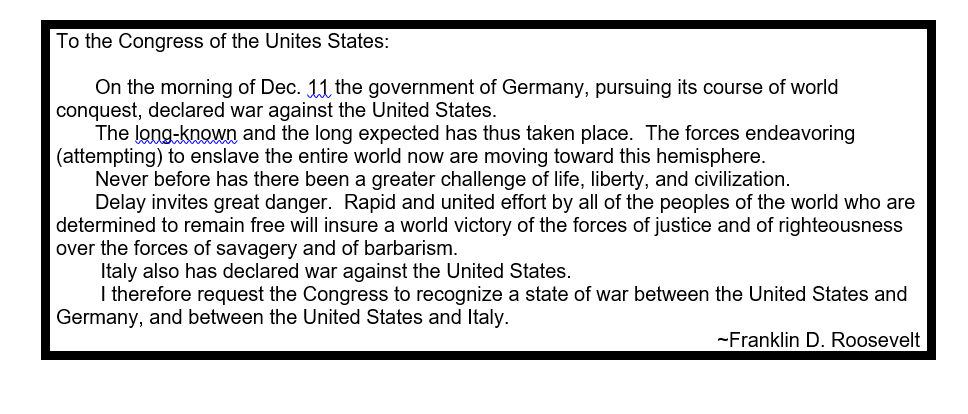 To the Congress of the Unites States:
On the morning of Dec. 11 the government of Germany, pursuing its course of world
conquest, declared war against the United States.
The long-known and the long expected has thus taken place.  The forces endeavoring
(attempting) to enslave the entire world now are moving toward this hemisphere.
Never before has there been a greater challenge of life, liberty, and civilization.
Delay invites great danger.  Rapid and united effort by all of the peoples of the world who are
determined to remain free will insure a world victory of the forces of justice and of righteousness
over the forces of savagery and of barbarism.
Italy also has declared war against the United States.
I therefore request the Congress to recognize a state of war between the United States and
Germany, and between the United States and Italy.
~Franklin D. Roosevelt